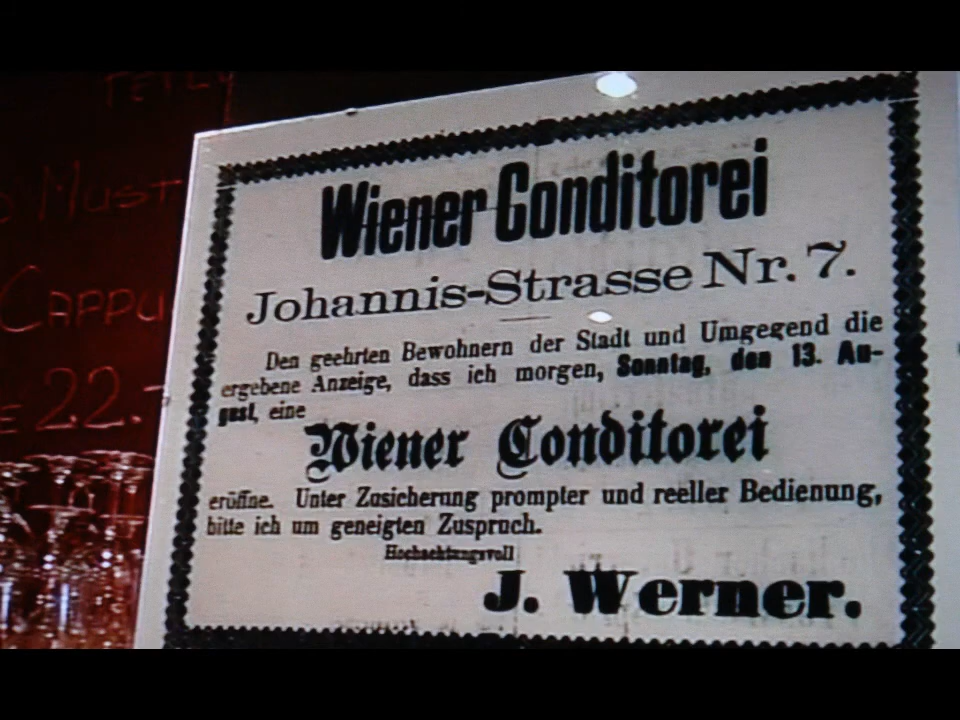 Must
Cappu
22.-
Wiener Conditorei
Johannis-Strasse Nr. 7.
Den geehrten Bewohnern der Stadt und Umgegend die
ergebene Anzeige, dass ich morgen, Sonntag, den 13. Au-
gust, eine
Wiener Conditorei
eröffne. Unter Zusicherung prompter und reeller Bedienung,
bitte ich um geneigten Zuspruch.
Hochachtungsvoll
J. Werner.